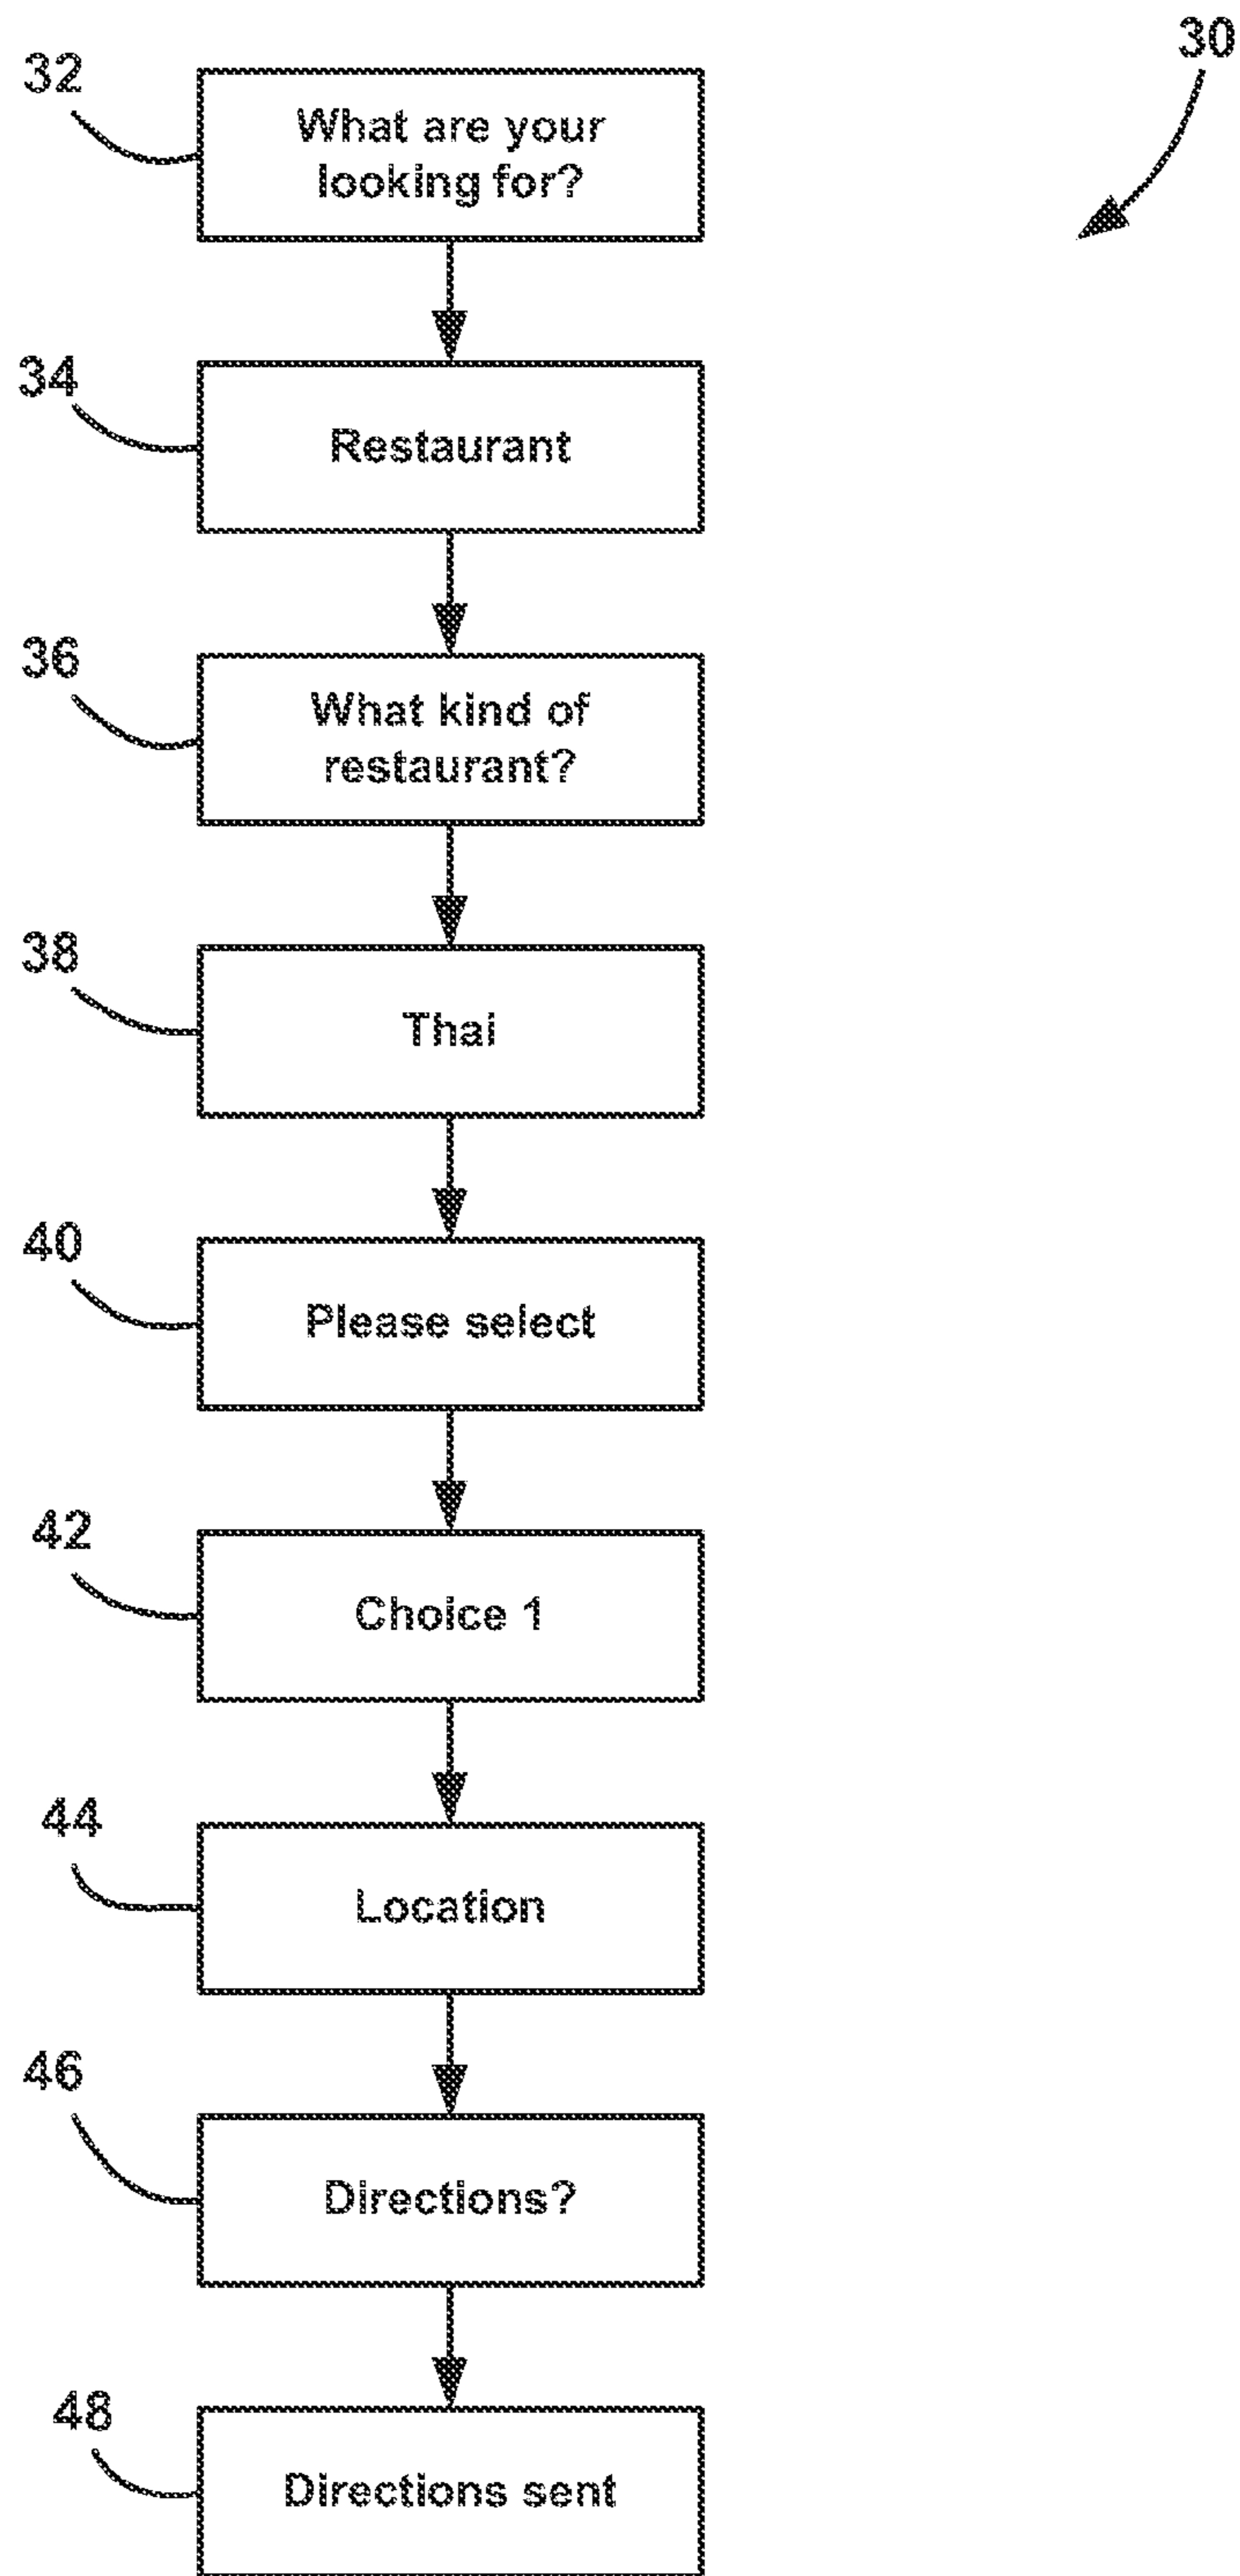 30
32
What are your
looking for?
34
Restaurant
36
What kind of
restaurant?
38
Thai
40
Please select
42
Choice 1
44
Location
46
Directions?
48
Directions sent